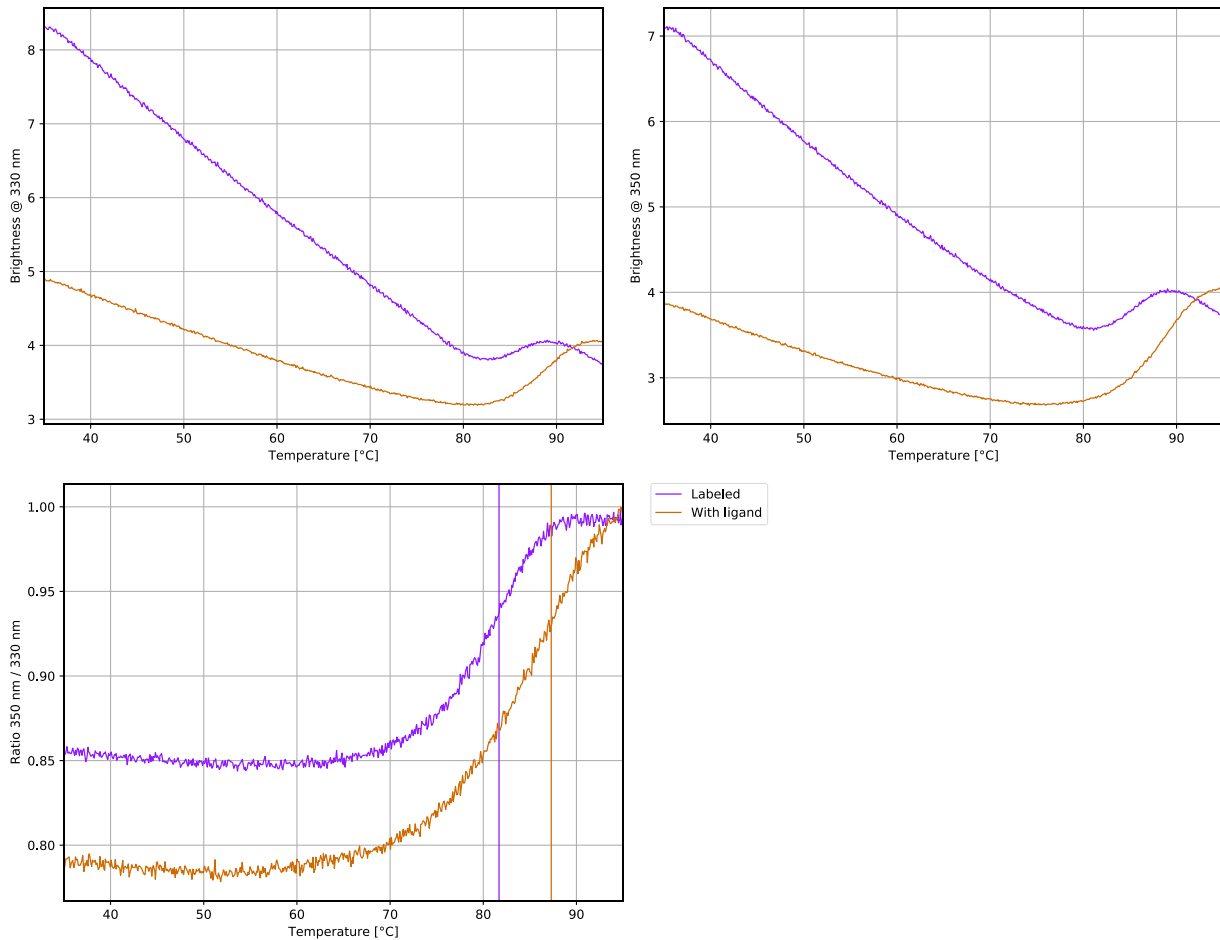 8
7
6
5
4
3
Brightness @ 330 nm
40 50 60 70 80 90
Temperature [°C]
7
6
5
4
3
Brightness @ 350 nm
40 50 60 70 80 90
Temperature [°C]
1.00
0.95
0.90
0.85
0.80
Ratio 350 nm / 330 nm
40 50 60 70 80 90
Temperature [°C]
Labeled
With ligand